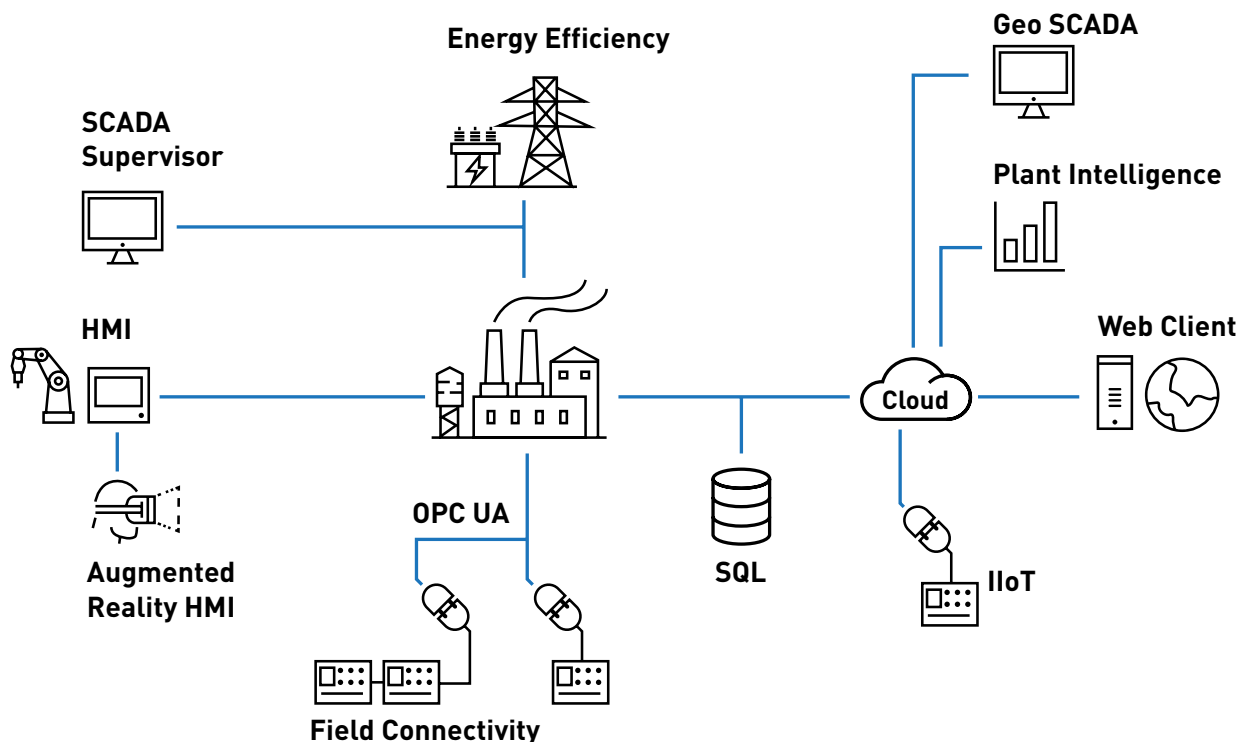 Energy Efficiency
Geo SCADA
SCADA
Supervisor
Plant Intelligence
HMI
Web Client
Cloud
OPC UA
SQL
Augmented
Reality HMI
IIoT
Field Connectivity